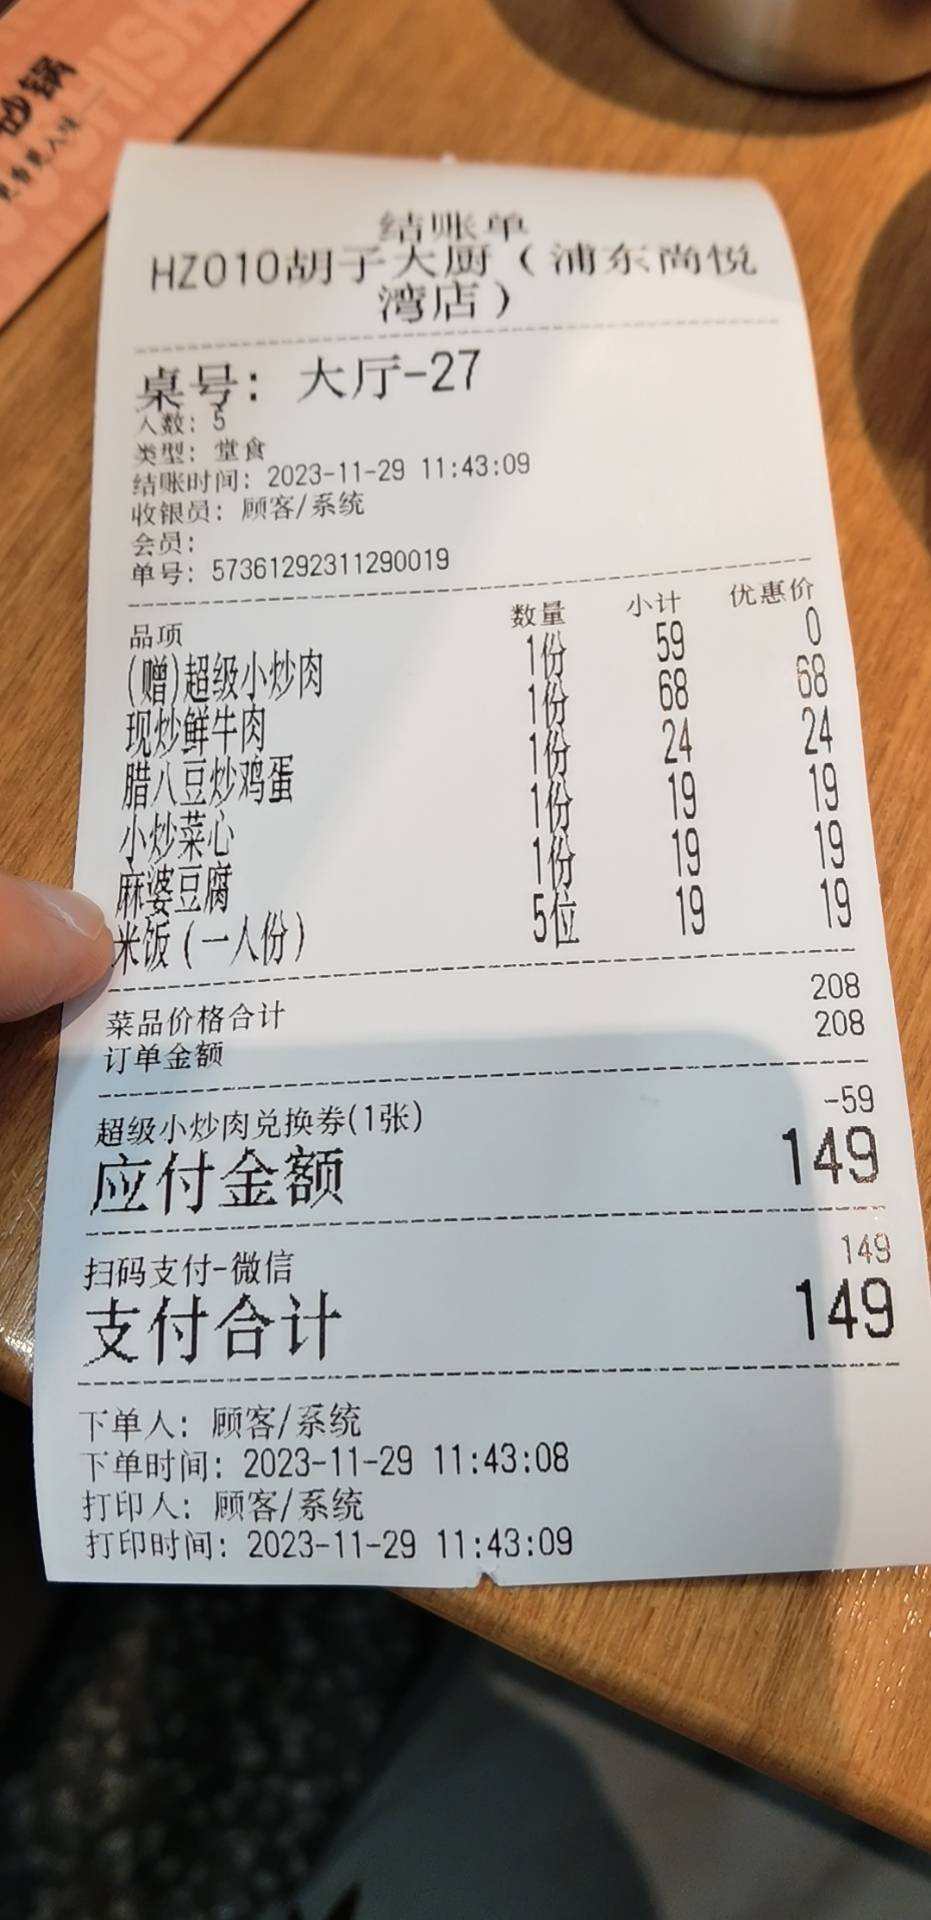 砂锅
结账单
HZ010胡子大厨（浦东尚悦
湾店）
桌号: 大厅-27
人数: 5
类型: 堂食
结账时间: 2023-11-29 11:43:09
收银员: 顾客/系统
会员:
单号: 57361292311290019
品项 数量 小计 优惠价
(赠)超级小炒肉 1份 59 0
现炒鲜牛肉 1份 68 68
腊八豆炒鸡蛋 1份 24 24
小炒菜心 1份 19 19
麻婆豆腐 1份 19 19
米饭(一人份) 5位 19 19
菜品价格合计 208
订单金额 208
超级小炒肉兑换券(1张) -59
应付金额 149
扫码支付-微信 149
支付合计 149
下单人: 顾客/系统
下单时间: 2023-11-29 11:43:08
打印人: 顾客/系统
打印时间: 2023-11-29 11:43:09